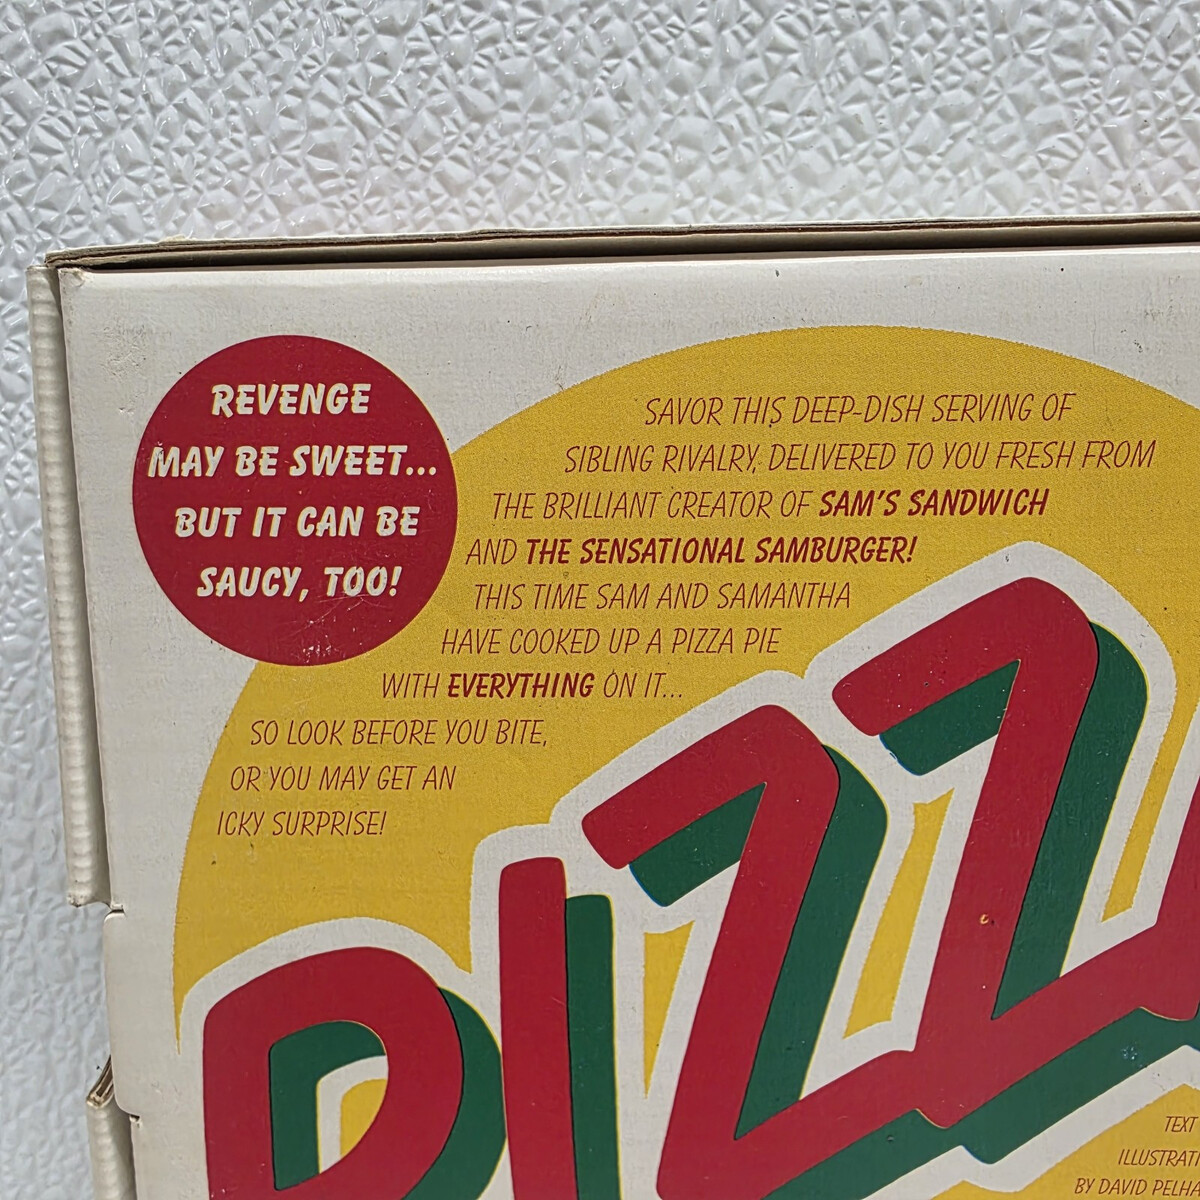 REVENGE
MAY BE SWEET...
BUT IT CAN BE
SAUCY, TOO!
SAVOR THIS DEEP-DISH SERVING OF
SIBLING RIVALRY, DELIVERED TO YOU FRESH FROM
THE BRILLIANT CREATOR OF SAM'S SANDWICH
AND THE SENSATIONAL SAMBURGER!
THIS TIME SAM AND SAMANTHA
HAVE COOKED UP A PIZZA PIE
WITH EVERYTHING ON IT...
SO LOOK BEFORE YOU BITE,
OR YOU MAY GET AN
ICKY SURPRISE!
PIZZ
TEXT
ILLUSTRATI
BY DAVID PELHA